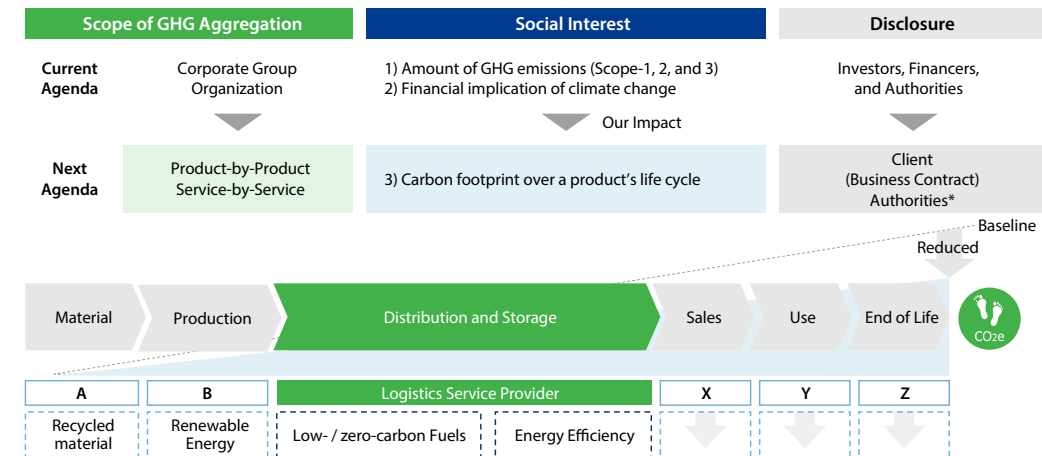 Scope of GHG Aggregation
Social Interest
Disclosure
Current
Agenda
Corporate Group
Organization
1) Amount of GHG emissions (Scope-1, 2, and 3)
2) Financial implication of climate change
Investors, Financers,
and Authorities
Our Impact
Next
Agenda
Product-by-Product
Service-by-Service
3) Carbon footprint over a product's life cycle
Client
(Business Contract)
Authorities*
Baseline
Reduced
Material
Production
Distribution and Storage
Sales
Use
End of Life
CO2e
A
B
Logistics Service Provider
X
Y
Z
Recycled
material
Renewable
Energy
Low- / zero-carbon Fuels
Energy Efficiency